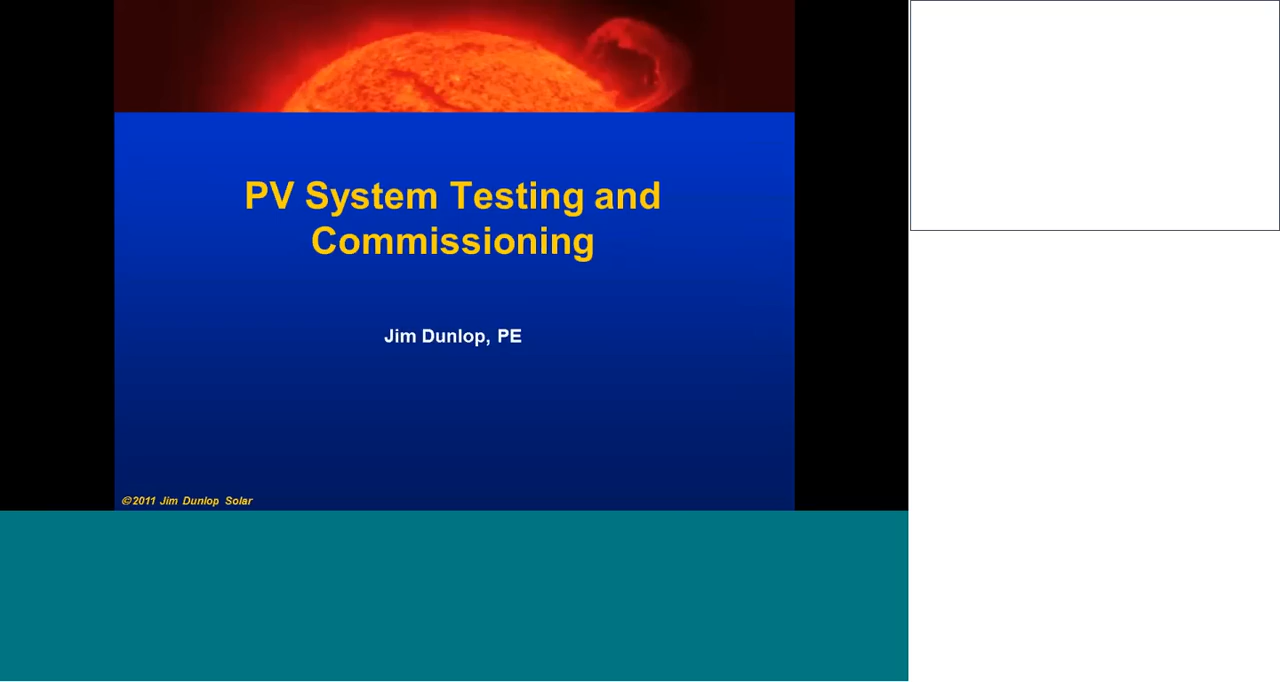 PV System Testing and
Commissioning
Jim Dunlop, PE
©2011 Jim Dunlop Solar